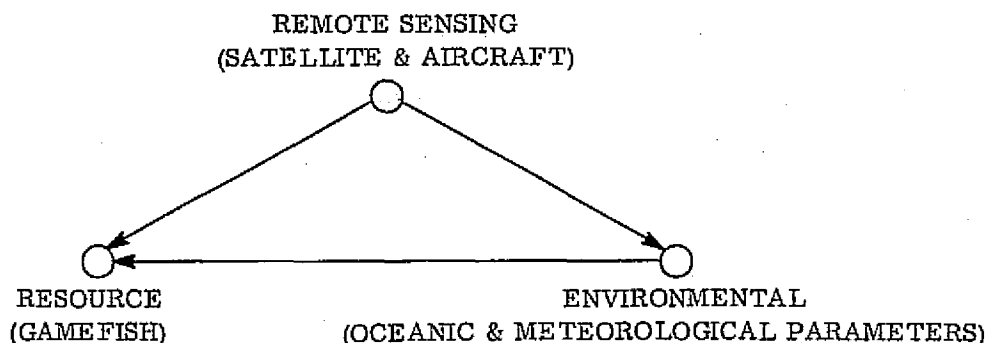 REMOTE SENSING
(SATELLITE & AIRCRAFT)
RESOURCE
(GAMEFISH)
ENVIRONMENTAL
(OCEANIC & METEOROLOGICAL PARAMETERS)